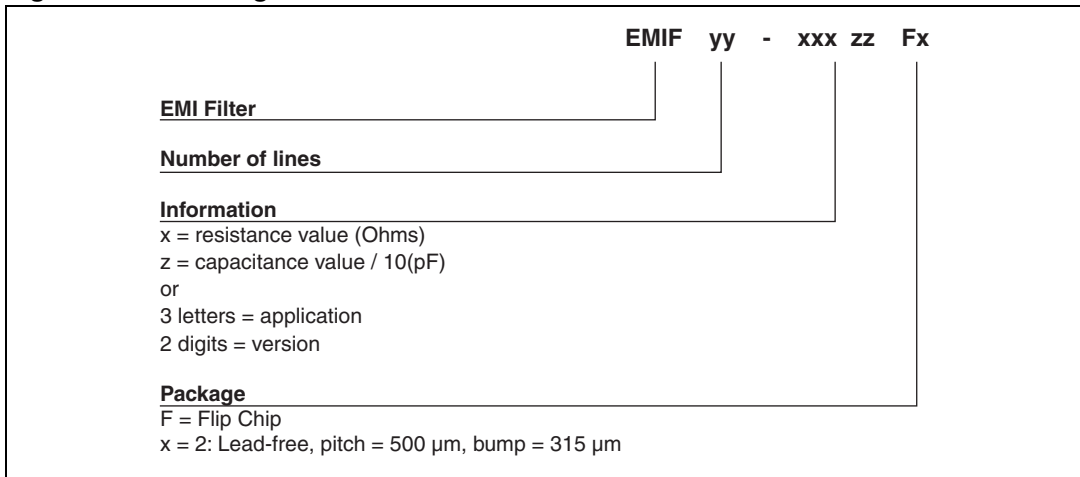 EMIF yy - xxx zz Fx
EMI Filter
Number of lines
Information
x = resistance value (Ohms)
z = capacitance value / 10(pF)
or
3 letters = application
2 digits = version
Package
F = Flip Chip
x = 2: Lead-free, pitch = 500 µm, bump = 315 µm